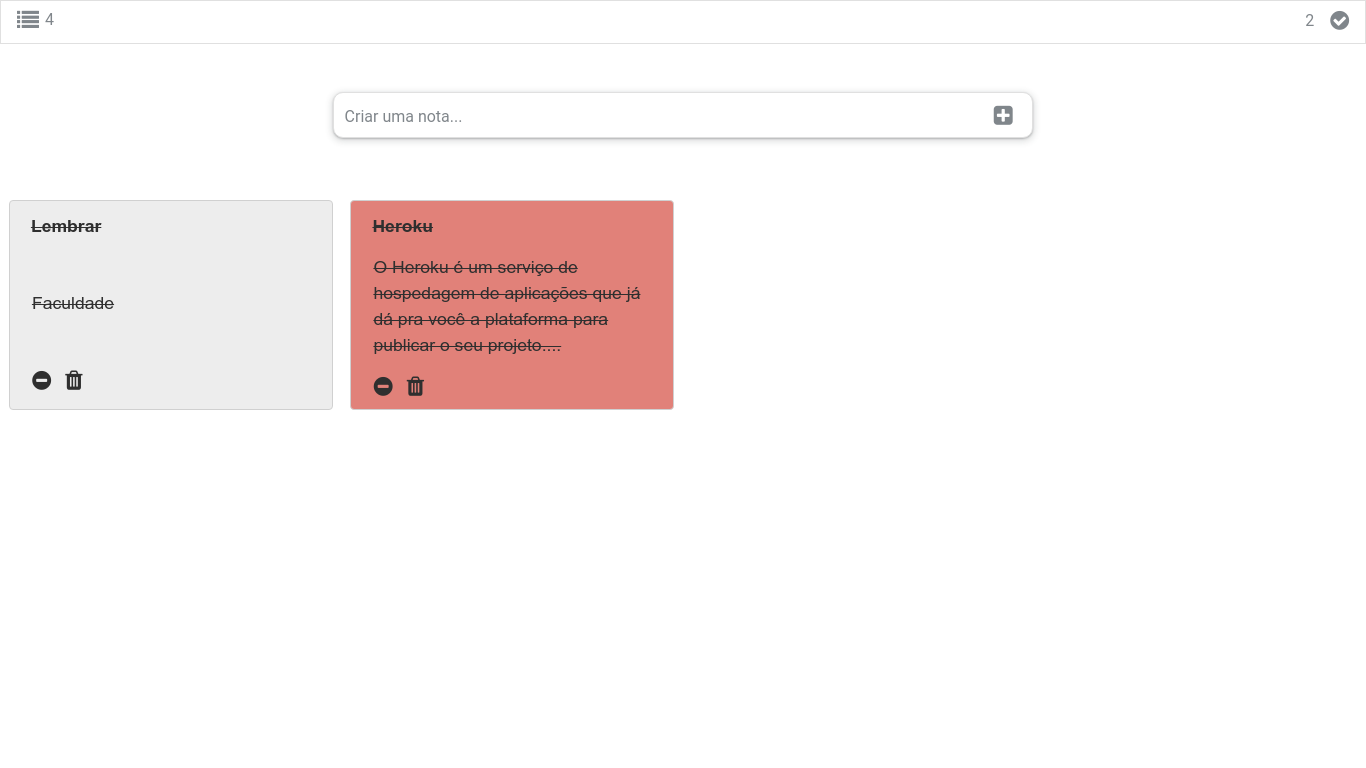 4
2
Criar uma nota...
Lembrar
Faculdade
Heroku
O Heroku é um serviço de
hospedagem de aplicações que já
dá pra você a plataforma para
publicar o seu projeto....